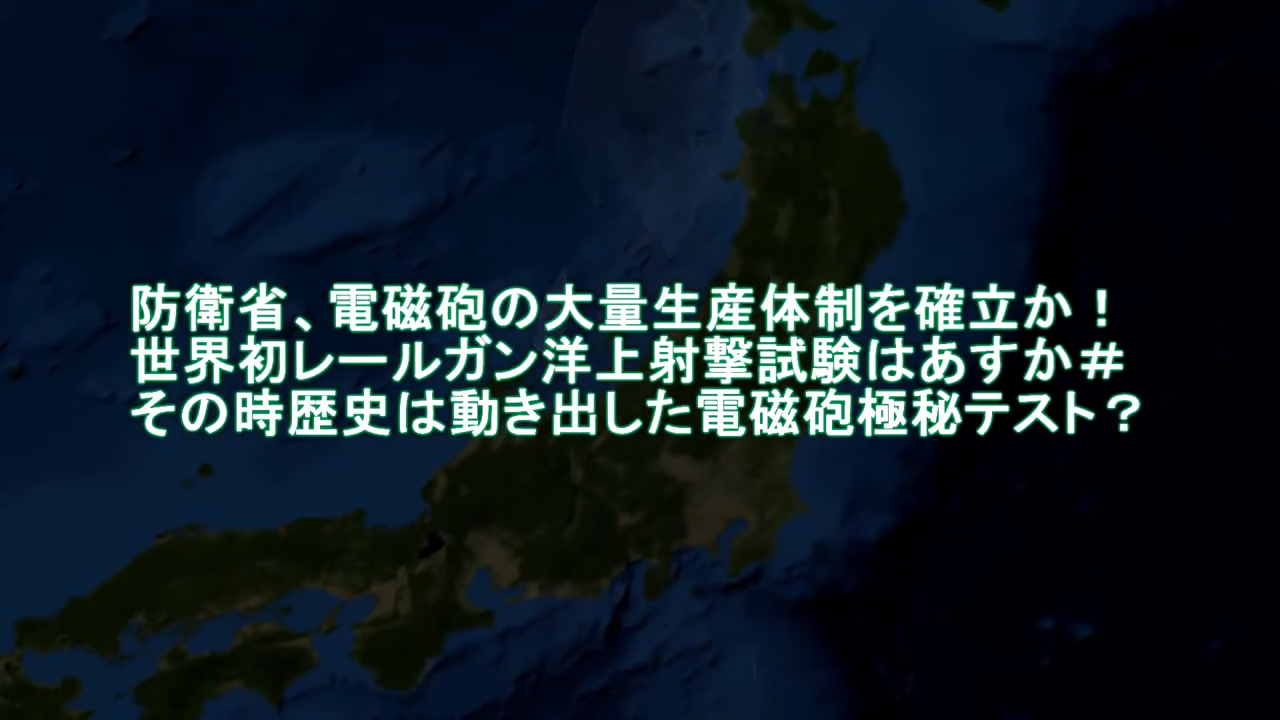 防衛省、電磁砲の大量生産体制を確立か！
世界初レールガン洋上射撃試験はあすか＃
その時歴史は動き出した電磁砲極秘テスト？